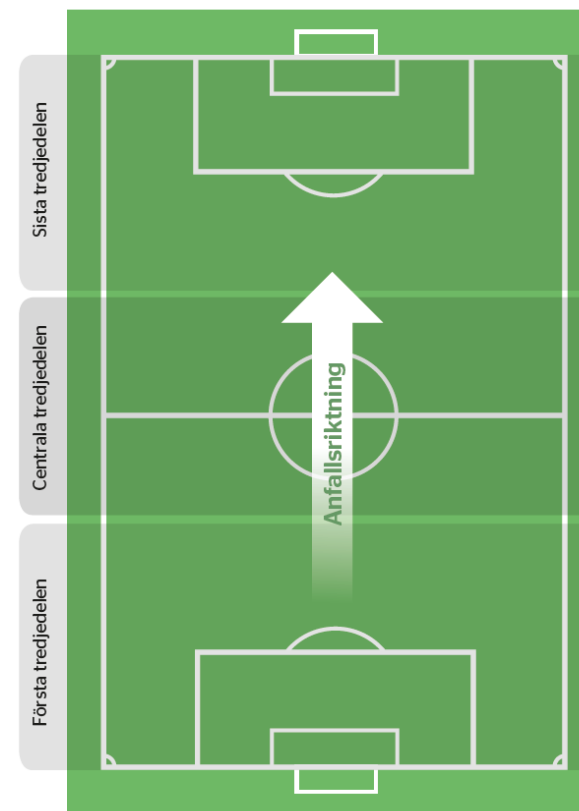 Sista tredjedelen
Centrala tredjedelen
Anfallsriktning
Första tredjedelen